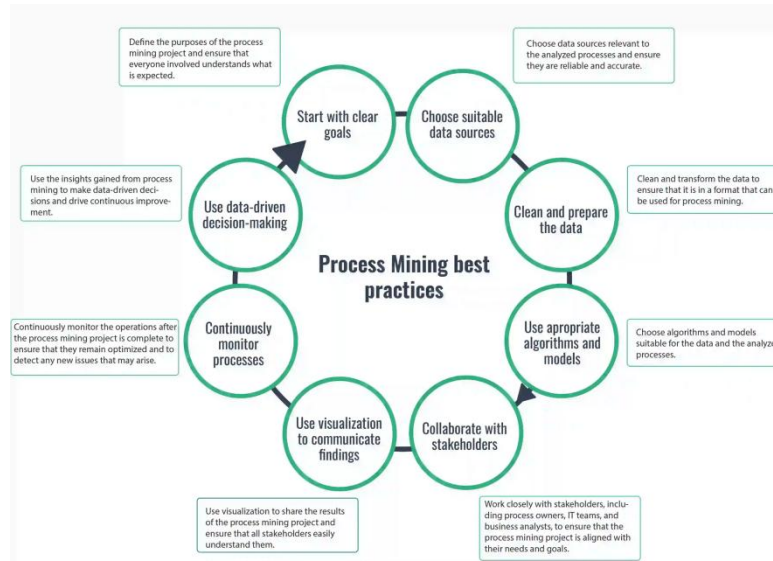 Define the purposes of the process
mining project and ensure that
everyone involved understands what
is expected.
Choose data sources relevant to
the analyzed processes and ensure
they are reliable and accurate.
Start with clear
goals
Choose suitable
data sources
Use the insights gained from process
mining to make data-driven deci-
sions and drive continuous improve-
ment.
Use data-driven
decision-making
Clean and prepare
the data
Clean and transform the data to
ensure that it is in a format that can
be used for process mining.
Process Mining best
practices
Continuously monitor the operations after
the process mining project is complete to
ensure that they remain optimized and to
detect any new issues that may arise.
Continuously
monitor
processes
Use apropriate
algorithms and
models
Choose algorithms and models
suitable for the data and the analyze
processes.
Use visualization
to communicate
findings
Collaborate with
stakeholders
Use visualization to share the results
of the process mining project and
ensure that all stakeholders easily
understand them.
Work closely with stakeholders, includ-
ing process owners, IT teams, and
business analysts, to ensure that the
process mining project is aligned with
their needs and goals.